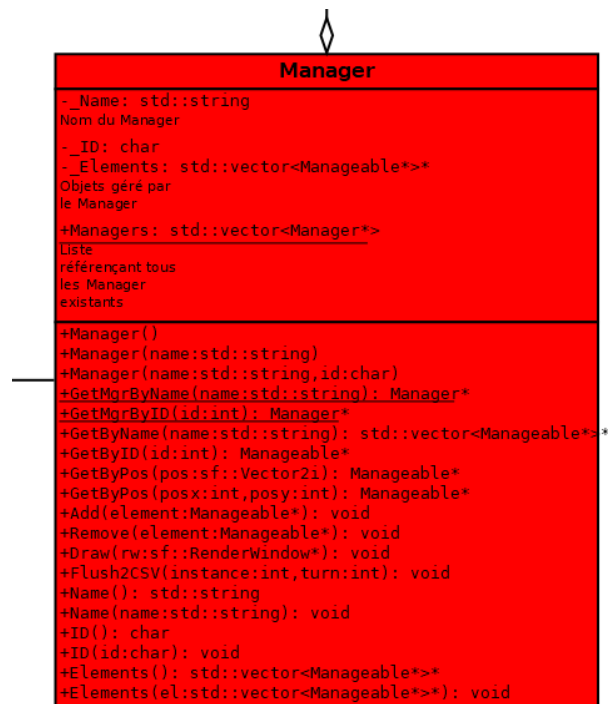 Manager
-_Name: std::string
Nom du Manager
-_ID: char
-_Elements: std::vector<Manageable*>*
Objets géré par
le Manager
+Managers: std::vector<Manager*>
Liste
référençant tous
les Manager
existants
+Manager()
+Manager(name:std::string)
+Manager(name:std::string,id:char)
+GetMgrByName(name:std::string): Manager*
+GetMgrByID(id:int): Manager*
+GetByName(name:std::string): std::vector<Manageable*>*
+GetByID(id:int): Manageable*
+GetByPos(pos:sf::Vector2i): Manageable*
+GetByPos(posx:int,posy:int): Manageable*
+Add(element:Manageable*): void
+Remove(element:Manageable*): void
+Draw(rw:sf::RenderWindow*): void
+Flush2CSV(instance:int,turn:int): void
+Name(): std::string
+Name(name:std::string): void
+ID(): char
+ID(id:char): void
+Elements(): std::vector<Manageable*>*
+Elements(el:std::vector<Manageable*>*): void